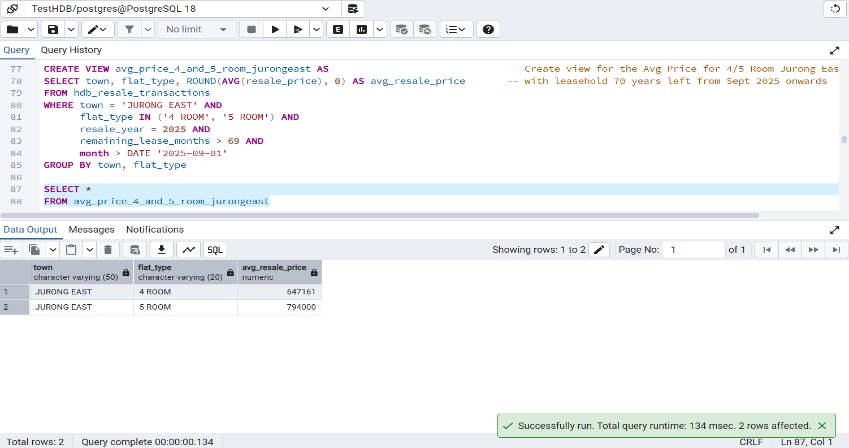 TestHDB/postgres@PostgreSQL 18
No limit
Query Query History
77 CREATE VIEW avg_price_4_and_5_room_jurongeast AS -- Create view for the Avg Price for 4/5 Room Jurong Eas
78 SELECT town, flat_type, ROUND(AVG(resale_price), 0) AS avg_resale_price -- with leasehold 70 years left from Sept 2025 onwards
79 FROM hdb_resale_transactions
80 WHERE town = 'JURONG EAST' AND
81 flat_type IN ('4 ROOM', '5 ROOM') AND
82 resale_year = 2025 AND
83 remaining_lease_months > 69 AND
84 month > DATE '2025-09-01'
85 GROUP BY town, flat_type
86
87 SELECT *
88 FROM avg_price_4_and_5_room_jurongeast
Data Output Messages Notifications
SQL Showing rows: 1 to 2 Page No: 1 of 1
town flat_type avg_resale_price
character varying (50) character varying (20) numeric
1 JURONG EAST 4 ROOM 647161
2 JURONG EAST 5 ROOM 794000
Successfully run. Total query runtime: 134 msec. 2 rows affected.
Total rows: 2 Query complete 00:00:00.134 CRLF Ln 87, Col 1